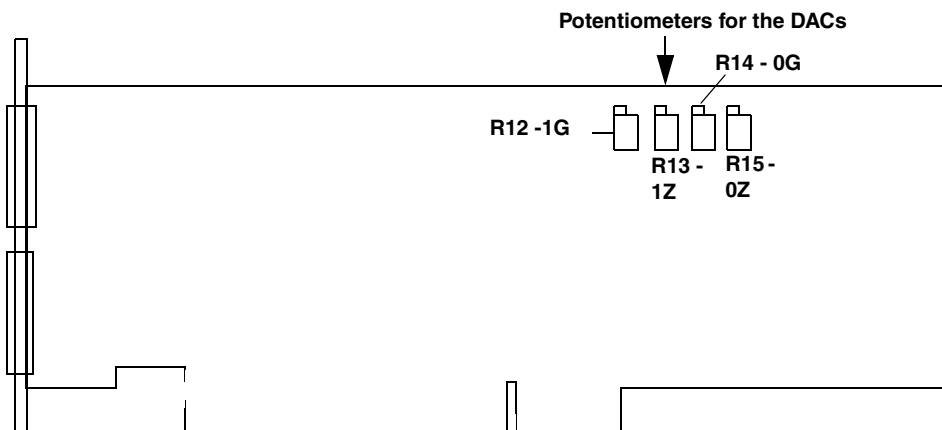 Potentiometers for the DACs
R14 - 0G
R12 -1G
R13 -
1Z
R15 -
0Z